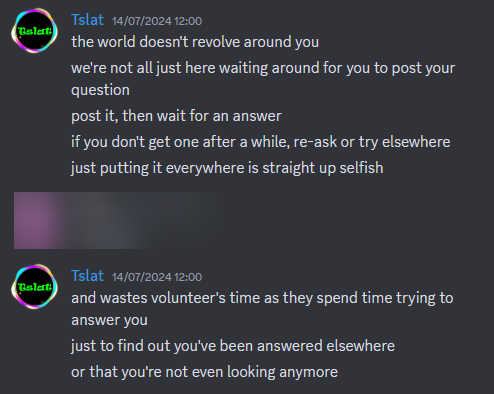 Tslat 14/07/2024 12:00
the world doesn't revolve around you
we're not all just here waiting around for you to post your
question
post it, then wait for an answer
if you don't get one after a while, re-ask or try elsewhere
just putting it everywhere is straight up selfish
Tslat
Tslat 14/07/2024 12:00
and wastes volunteer's time as they spend time trying to
answer you
just to find out you've been answered elsewhere
or that you're not even looking anymore
Tslat